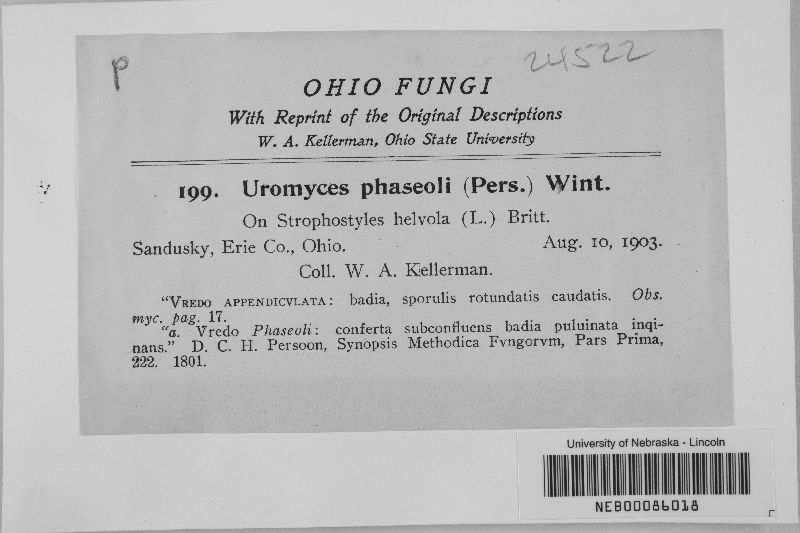 P
24522
OHIO FUNGI
With Reprint of the Original Descriptions
W. A. Kellerman, Ohio State University
199. Uromyces phaseoli (Pers.) Wint.
On Strophostyles helvola (L.) Britt.
Sandusky, Erie Co., Ohio. Aug. 10, 1903.
Coll. W. A. Kellerman.
"VREDO APPENDICVLATA: badia, sporulis rotundatis caudatis. Obs.
myc. pag. 17.
"a. Vredo Phaseoli: conferta subconfluens badia puluinata inqi-
nans." D. C. H. Persoon, Synopsis Methodica Fvngorvm, Pars Prima,
222. 1801.
University of Nebraska - Lincoln
NEB00086018